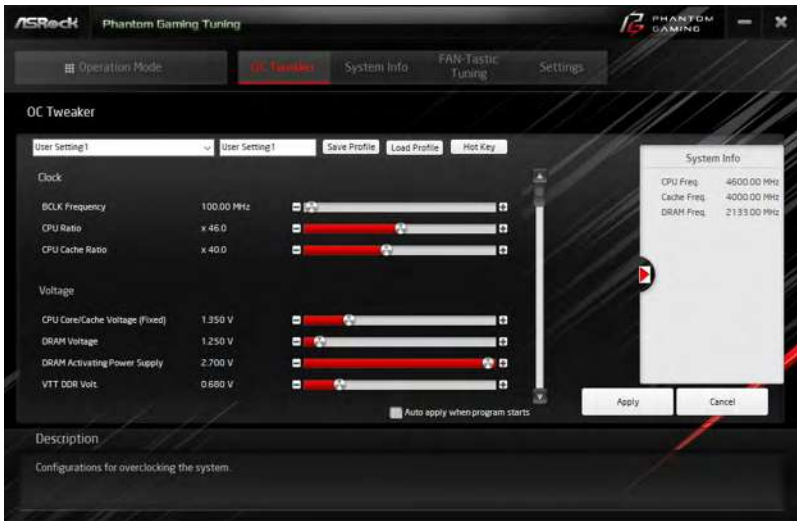 ASRock Phantom Gaming Tuning PHANTOM GAMING
Operation Mode OC Tweaker System Info FAN-Tastic Tuning Settings
OC Tweaker
User Setting1 User Setting1 Save Profile Load Profile Hot Key
System Info
Clock
CPU Freq. 4600.00 MHz
Cache Freq. 4000.00 MHz
DRAM Freq. 2133.00 MHz
BCLK Frequency 100.00 MHz
CPU Ratio x 46.0
CPU Cache Ratio x 40.0
Voltage
CPU Core/Cache Voltage (Fixed) 1.350 V
DRAM Voltage 1.250 V
DRAM Activating Power Supply 2.700 V
VTT DDR Volt. 0.680 V
Auto apply when program starts
Apply Cancel
Description
Configurations for overclocking the system.